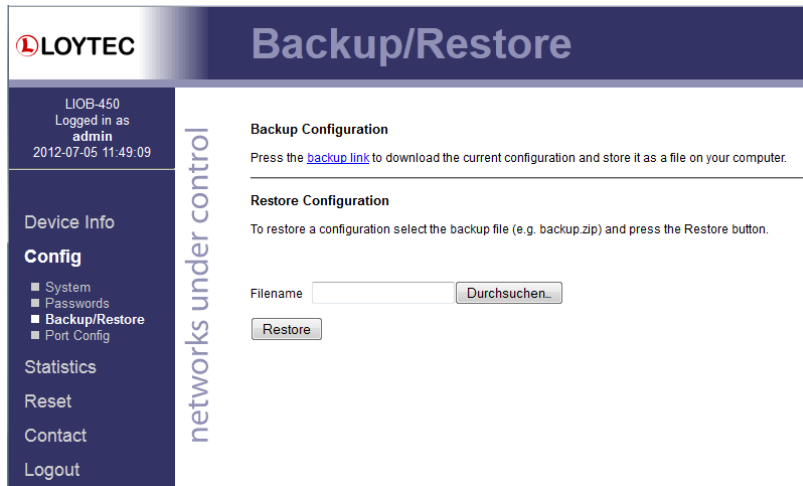 LOYTEC
Backup/Restore
LIOB-450
Logged in as
admin
2012-07-05 11:49:09
Device Info
Config
System
Passwords
Backup/Restore
Port Config
Statistics
Reset
Contact
Logout
networks under control
Backup Configuration
Press the backup link to download the current configuration and store it as a file on your computer.
Restore Configuration
To restore a configuration select the backup file (e.g. backup.zip) and press the Restore button.
Filename Durchsuchen...
Restore